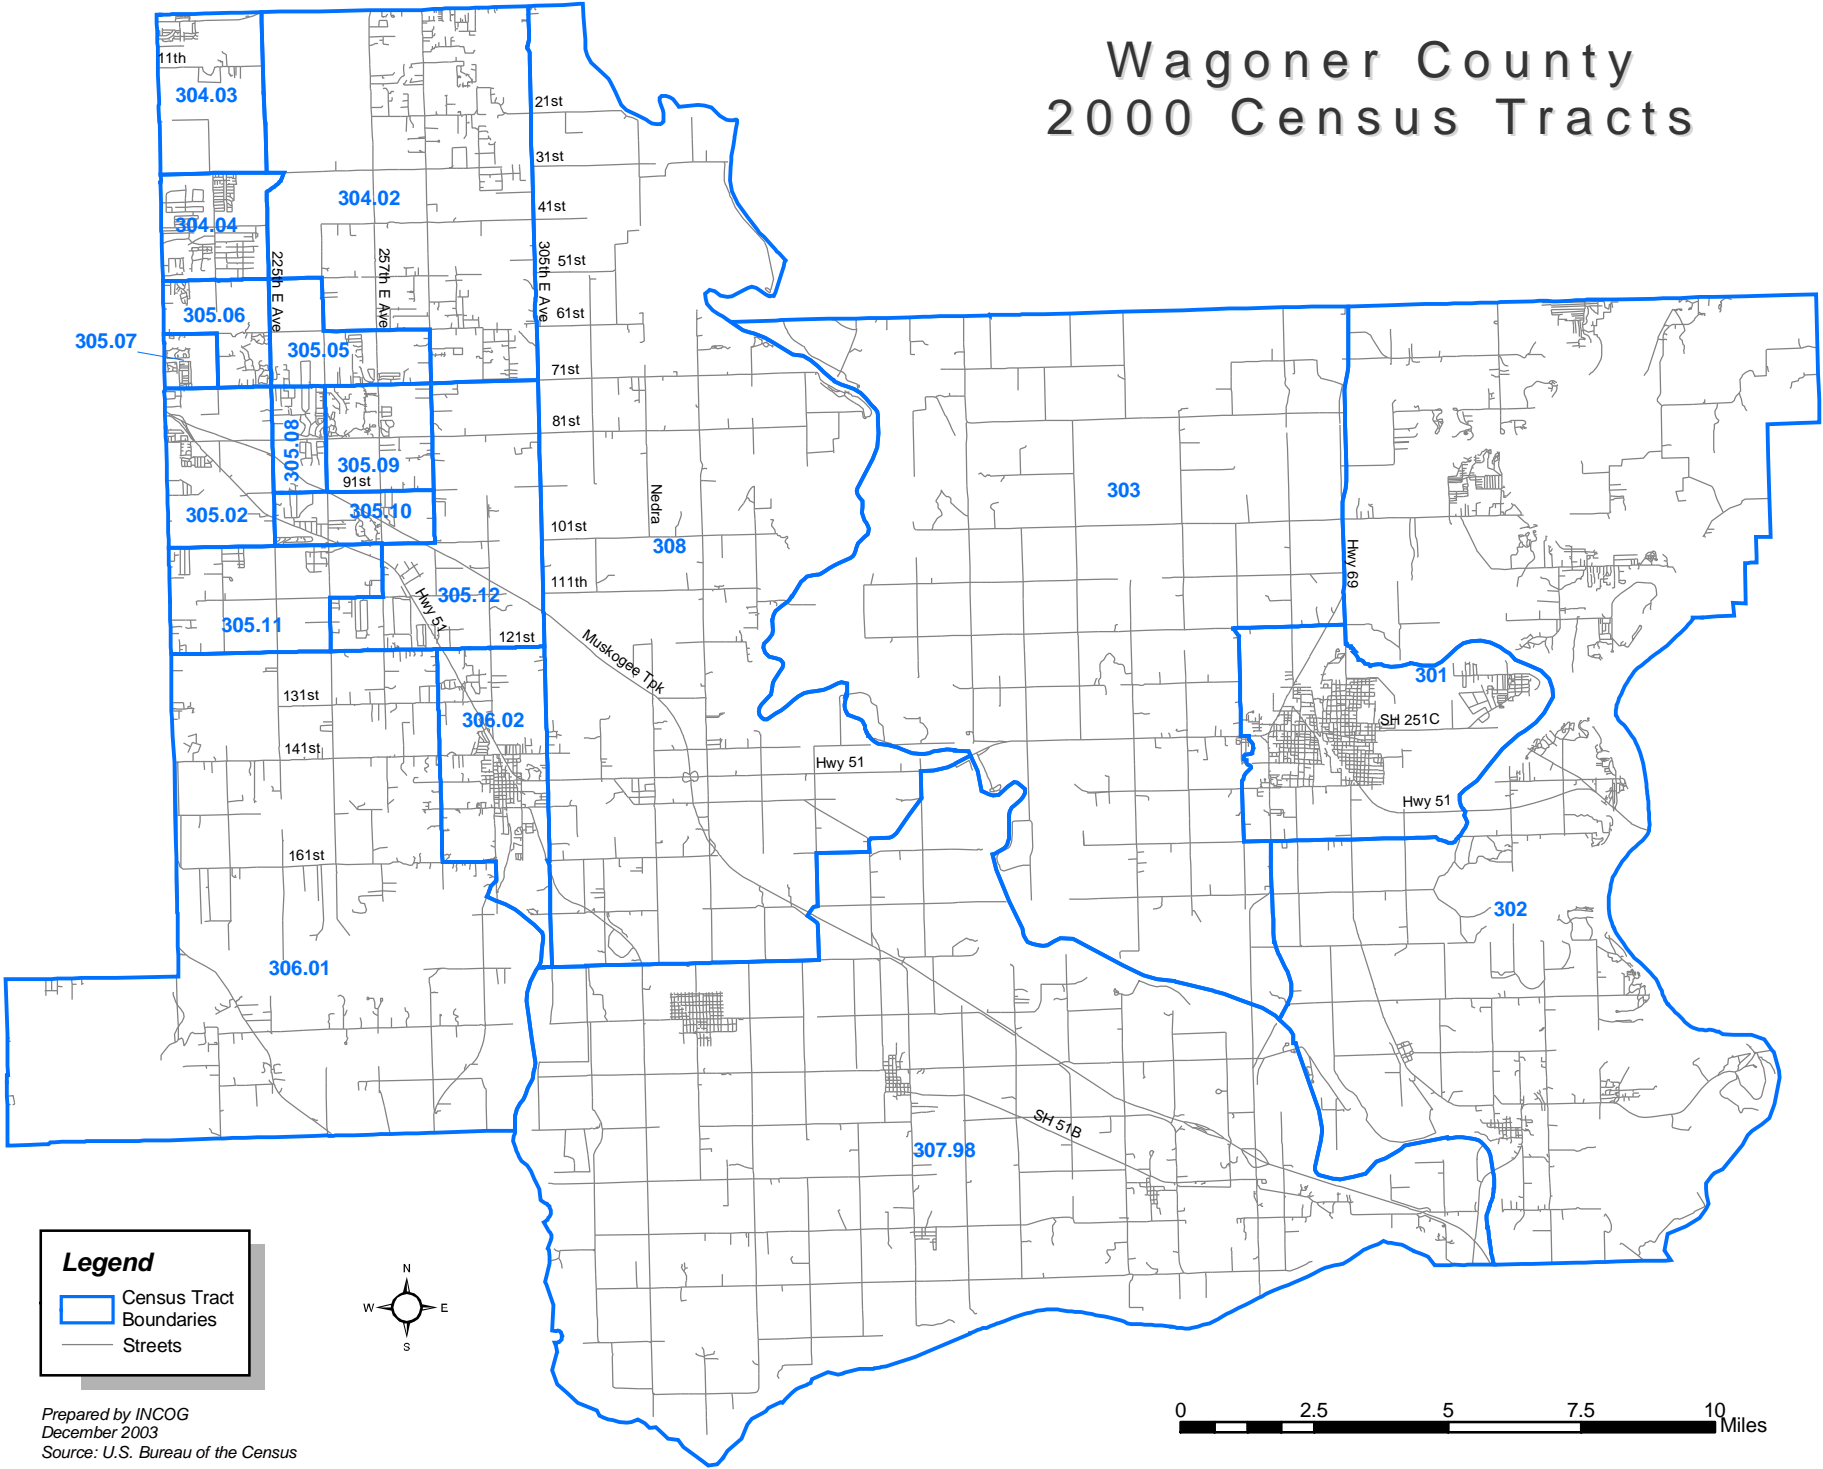 Wagoner County
2000 Census Tracts
11th
304.03
21st
31st
304.02
41st
304.04
225th E Ave
257th E Ave
305th E Ave
51st
305.06
61st
305.07
305.05
71st
81st
305.08
305.09
91st
303
Nedra
305.02
305.10
101st
308
Hwy 69
111th
Hwy 51
305.12
305.11
121st
Muskogee Tpk
301
131st
306.02
SH 251C
141st
Hwy 51
Hwy 51
161st
302
306.01
SH 51B
307.98
Legend
Census Tract
Boundaries
Streets
N
W E
S
Prepared by INCOG
December 2003
Source: U.S. Bureau of the Census
0 2.5 5 7.5 10
Miles